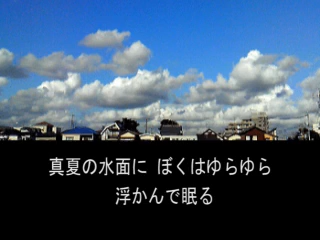 真夏の水面に ぼくはゆらゆら
浮かんで眠る